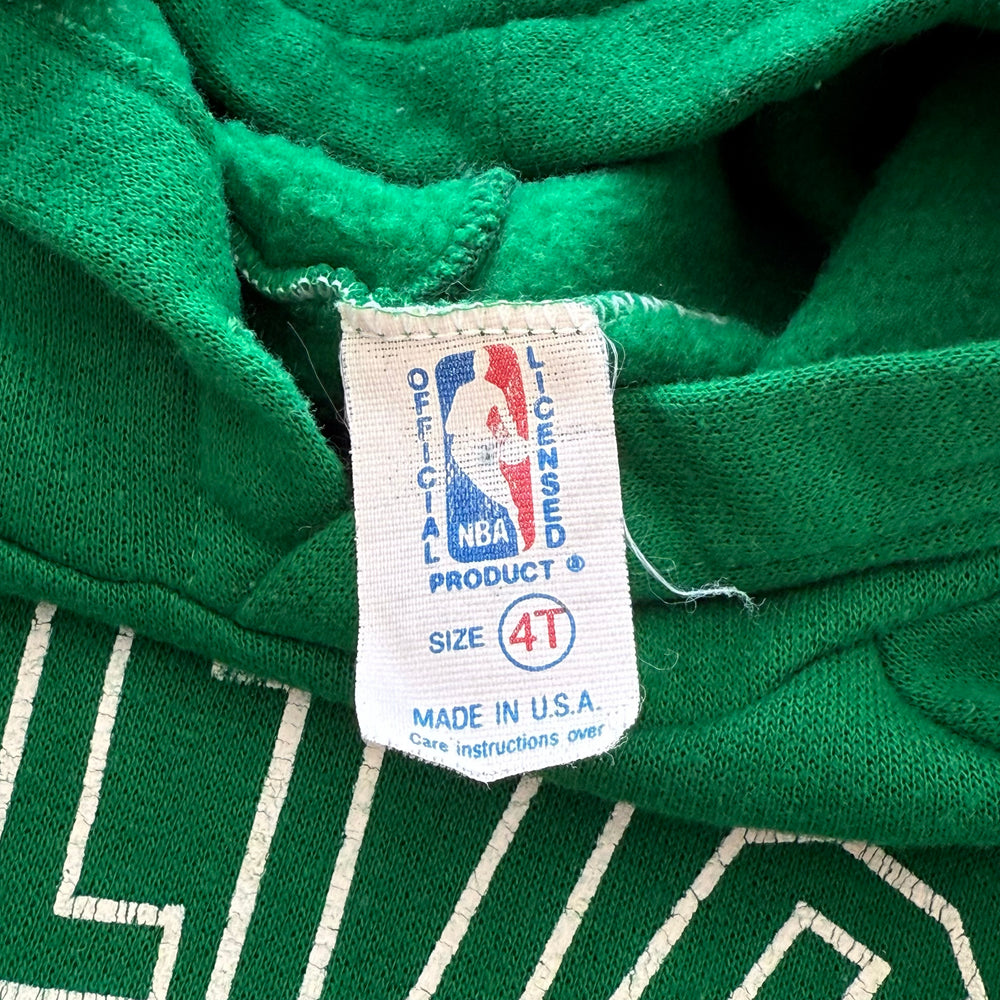 OFFICIAL
LICENSED
NBA
PRODUCT ®
SIZE 4T
MADE IN U.S.A.
Care instructions over